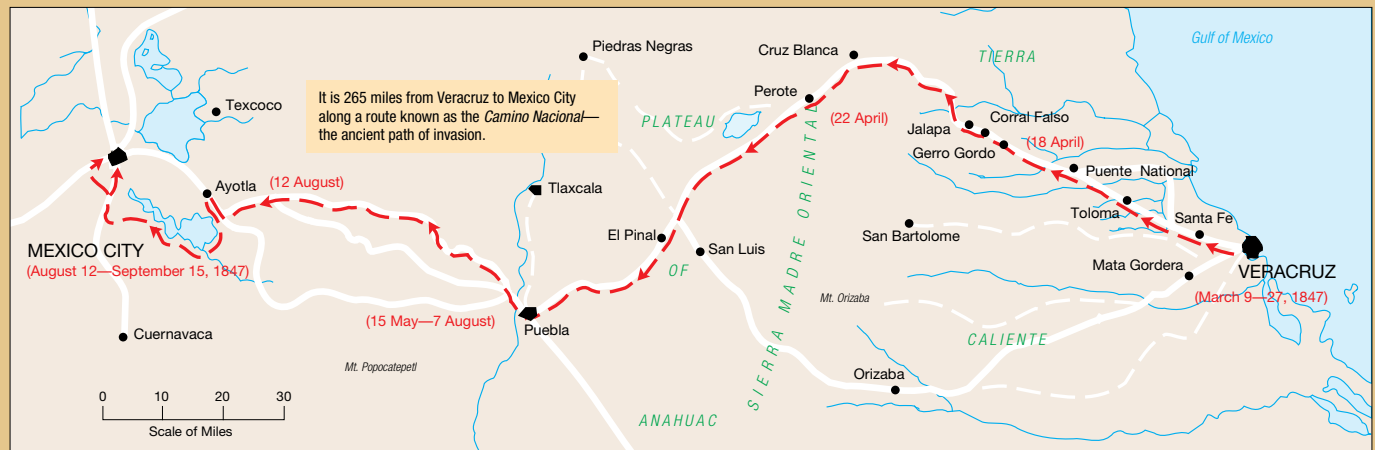 Gulf of Mexico
Piedras Negras
Cruz Blanca
TIERRA
It is 265 miles from Veracruz to Mexico City
along a route known as the Camino Nacional—
the ancient path of invasion.
Texcoco
Perote
(22 April)
PLATEAU
Jalapa
Corral Falso
Gerro Gordo
(18 April)
Puente National
Ayotla
(12 August)
Tlaxcala
Toloma
Santa Fe
El Pinal
San Luis
San Bartolome
MEXICO CITY
(August 12—September 15, 1847)
OF
SIERRA MADRE ORIENTAL
Mata Gordera
VERACRUZ
(March 9—27, 1847)
Mt. Orizaba
(15 May—7 August)
Puebla
Cuernavaca
CALIENTE
Mt. Popocatepetl
Orizaba
0 10 20 30
Scale of Miles
ANAHUAC